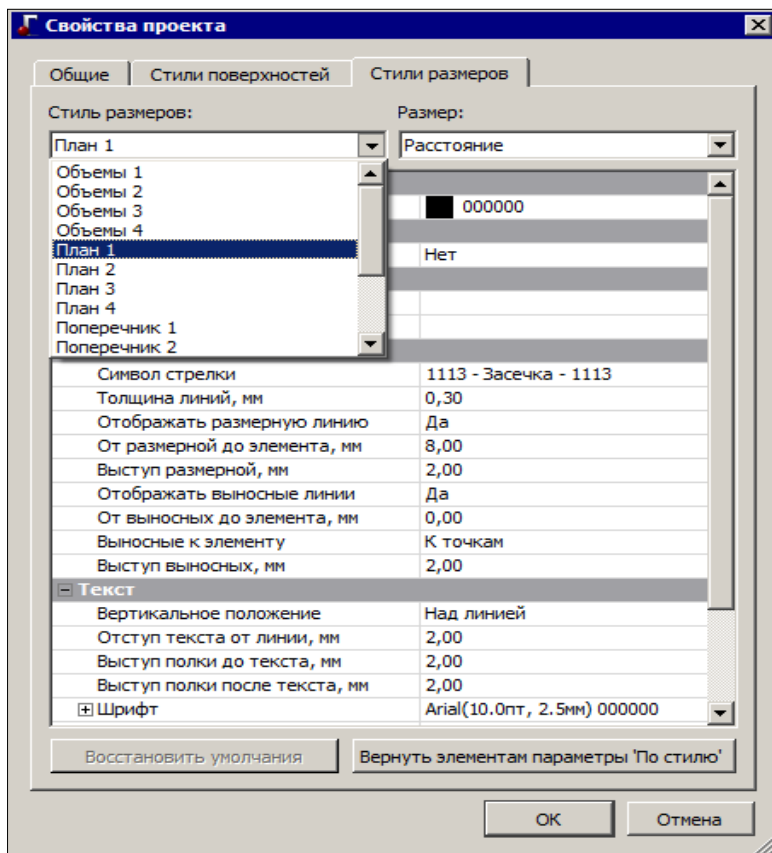 Свойства проекта
Общие Стили поверхностей Стили размеров
Стиль размеров: Размер:
План 1 Расстояние
Объемы 1
Объемы 2
000000
Объемы 3
Объемы 4
План 1 Нет
План 2
План 3
План 4
Поперечник 1
Поперечник 2
Символ стрелки 1113 - Засечка - 1113
Толщина линий, мм 0,30
Отображать размерную линию Да
От размерной до элемента, мм 8,00
Выступ размерной, мм 2,00
Отображать выносные линии Да
От выносных до элемента, мм 0,00
Выносные к элементу К точкам
Выступ выносных, мм 2,00
Текст
Вертикальное положение Над линией
Отступ текста от линии, мм 2,00
Выступ полки до текста, мм 2,00
Выступ полки после текста, мм 2,00
Шрифт Arial(10.0пт, 2.5мм) 000000
Восстановить умолчания Вернуть элементам параметры 'По стилю'
OK Отмена